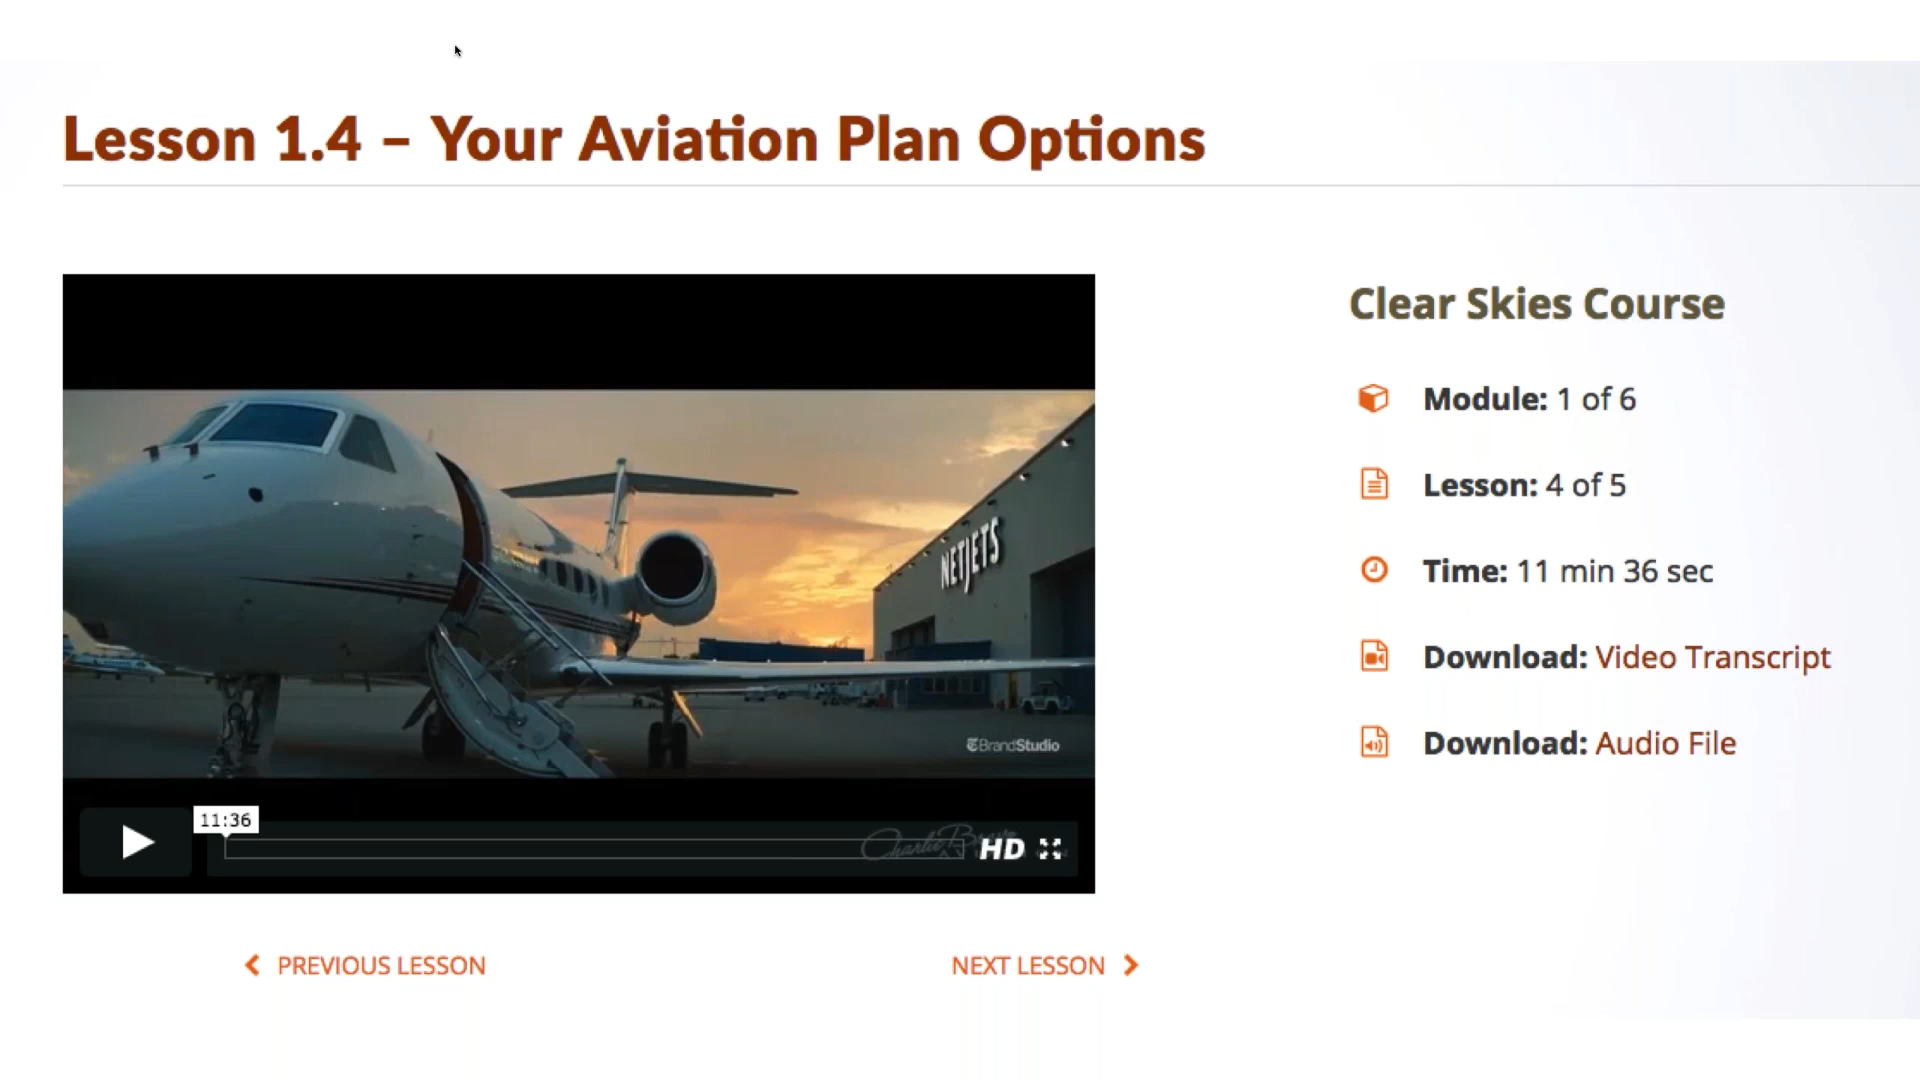 Lesson 1.4 – Your Aviation Plan Options
NETJETS
BrandStudio
11:36
HD
PREVIOUS LESSON
NEXT LESSON
Clear Skies Course
Module: 1 of 6
Lesson: 4 of 5
Time: 11 min 36 sec
Download: Video Transcript
Download: Audio File